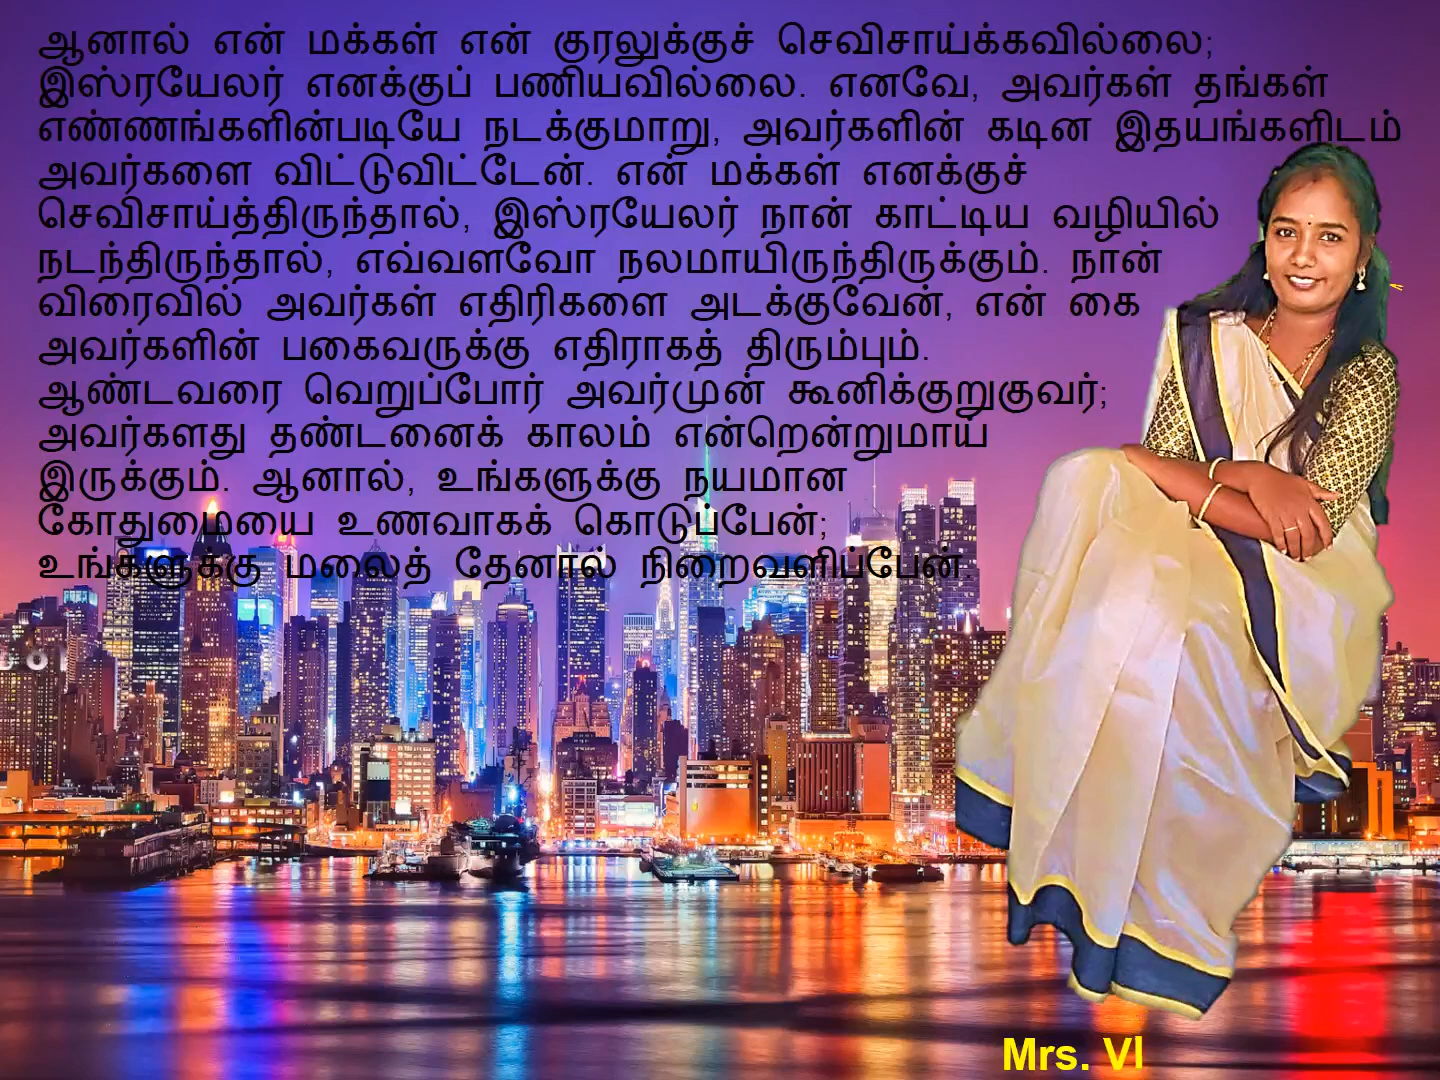 ஆனால் என் மக்கள் என் குரலுக்குச் செவிசாய்க்கவில்லை;
இஸ்ரயேலர் எனக்குப் பணியவில்லை. எனவே, அவர்கள் தங்கள்
எண்ணங்களின்படியே நடக்குமாறு, அவர்களின் கடின இதயங்களிடம்
அவர்களை விட்டுவிட்டேன். என் மக்கள் எனக்குச்
செவிசாய்த்திருந்தால், இஸ்ரயேலர் நான் காட்டிய வழியில்
நடந்திருந்தால், எவ்வளவோ நலமாயிருந்திருக்கும். நான்
விரைவில் அவர்கள் எதிரிகளை அடக்குவேன், என் கை
அவர்களின் பகைவருக்கு எதிராகத் திரும்பும்.
ஆண்டவரை வெறுப்போர் அவர்முன் கூனிக்குறுகுவர்;
அவர்களது தண்டனைக் காலம் என்றென்றுமாய்
இருக்கும். ஆனால், உங்களுக்கு நயமான
கோதுமையை உணவாகக் கொடுப்பேன்;
உங்களுக்கு மலைத் தேனால் நிறைவளிப்பேன்.
Mrs. VI